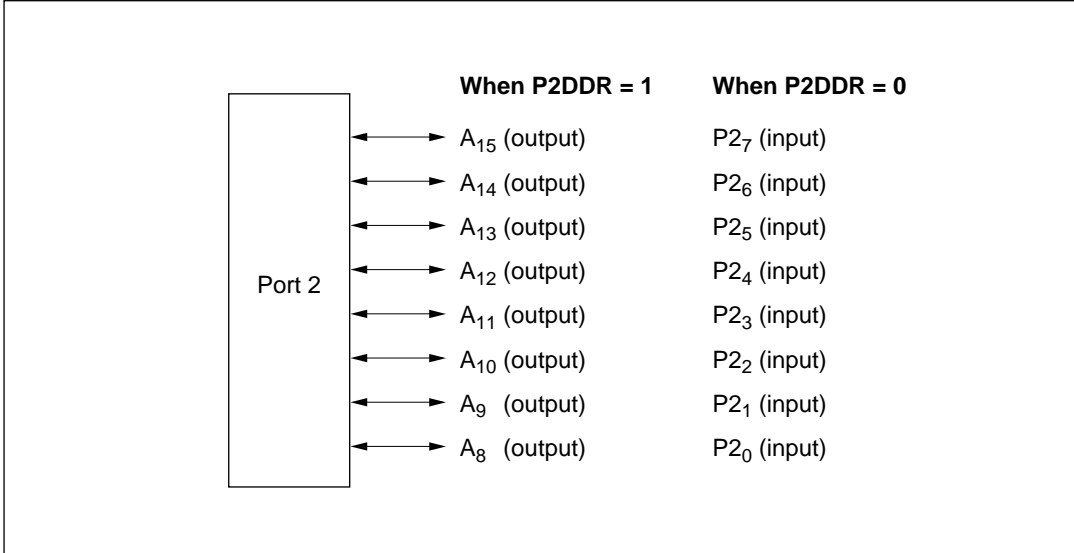 When P2DDR = 1 When P2DDR = 0
A15 (output) P27 (input)
A14 (output) P26 (input)
A13 (output) P25 (input)
Port 2 A12 (output) P24 (input)
A11 (output) P23 (input)
A10 (output) P22 (input)
A9 (output) P21 (input)
A8 (output) P20 (input)